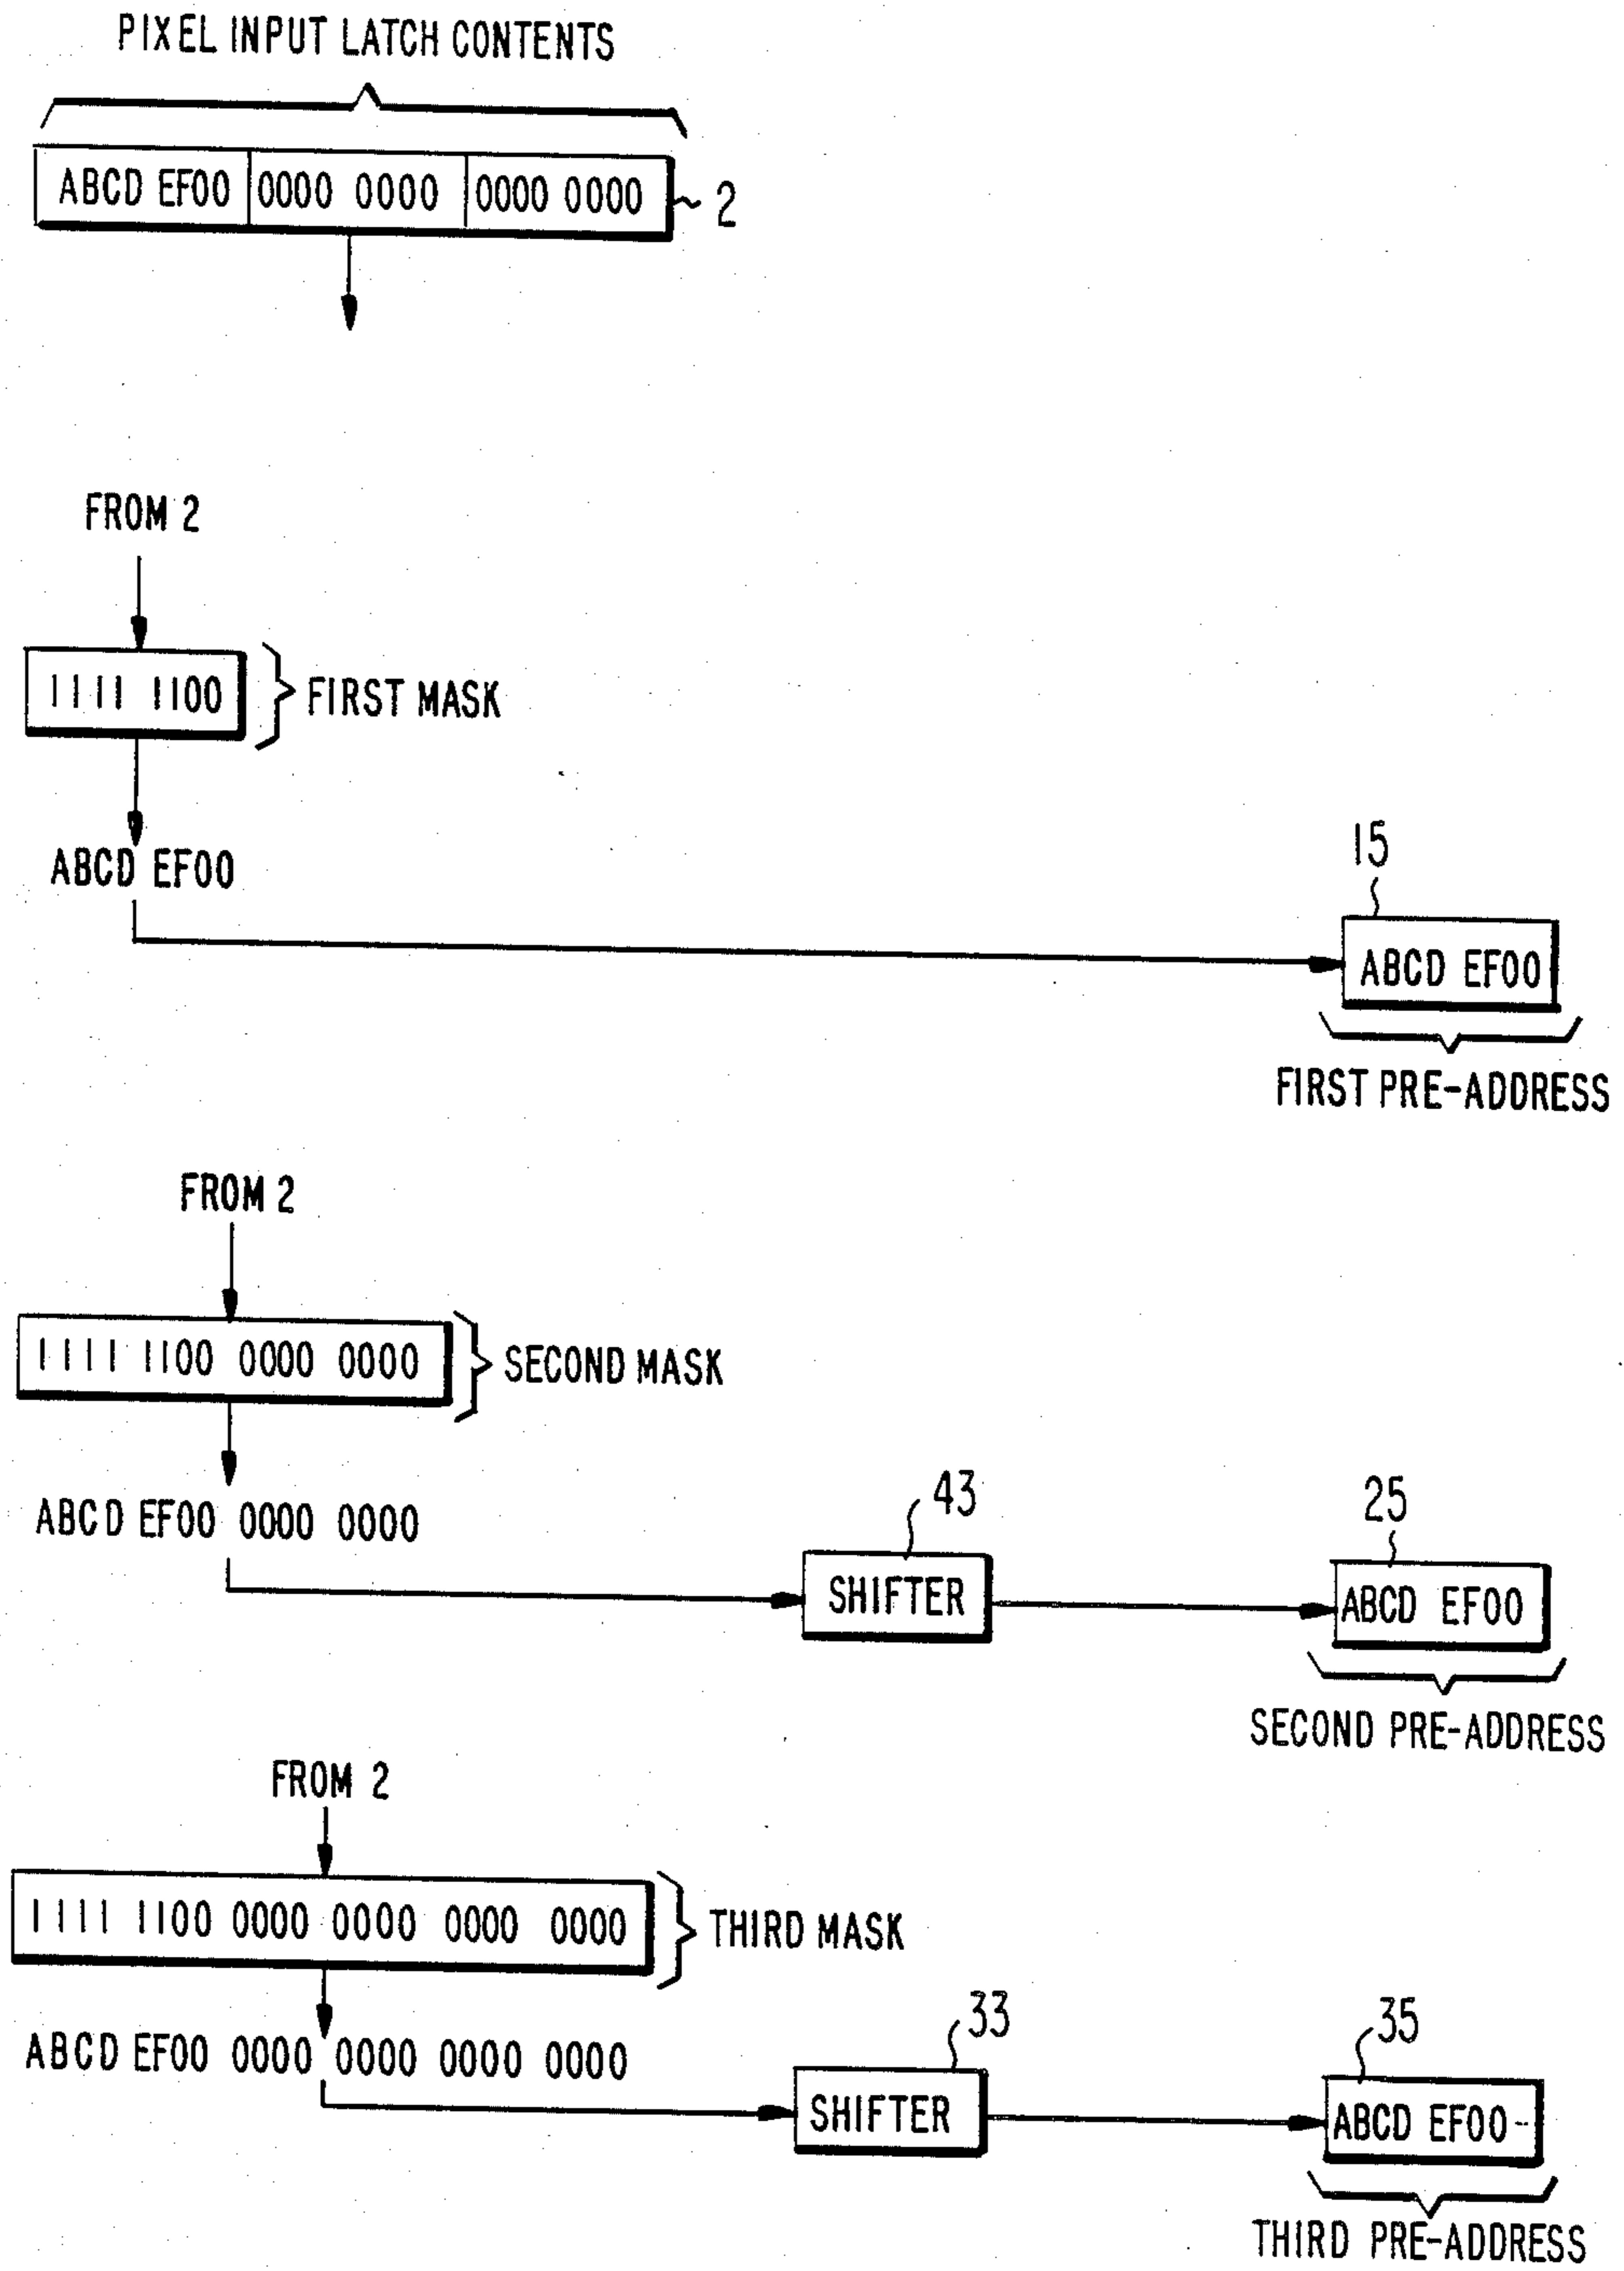 PIXEL INPUT LATCH CONTENTS
ABCD EF00 0000 0000 0000 0000
2
FROM 2
1111 1100
FIRST MASK
ABCD EF00
15
ABCD EF00
FIRST PRE-ADDRESS
FROM 2
1111 1100 0000 0000
SECOND MASK
ABCD EF00 0000 0000
43
SHIFTER
25
ABCD EF00
SECOND PRE-ADDRESS
FROM 2
1111 1100 0000 0000 0000 0000
THIRD MASK
ABCD EF00 0000 0000 0000 0000
33
SHIFTER
35
ABCD EF00
THIRD PRE-ADDRESS